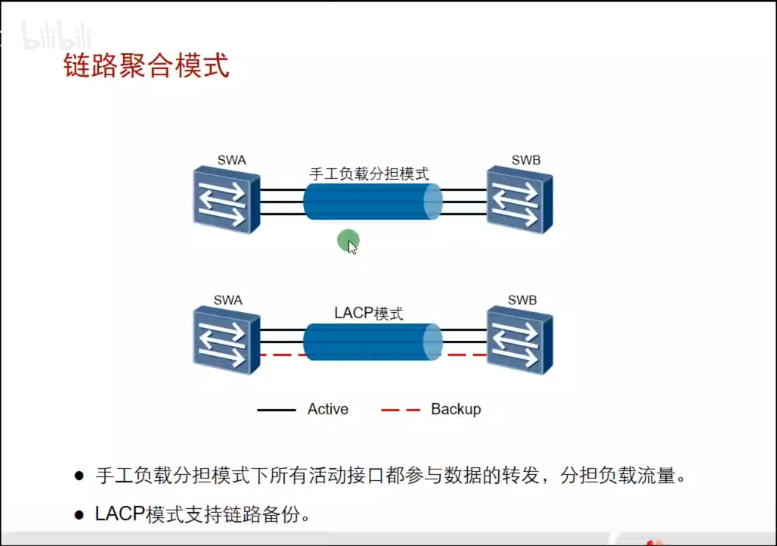 bilibili
链路聚合模式
SWA
SWB
手工负载分担模式
SWA
SWB
LACP模式
Active
Backup
● 手工负载分担模式下所有活动接口都参与数据的转发，分担负载流量。
● LACP模式支持链路备份。